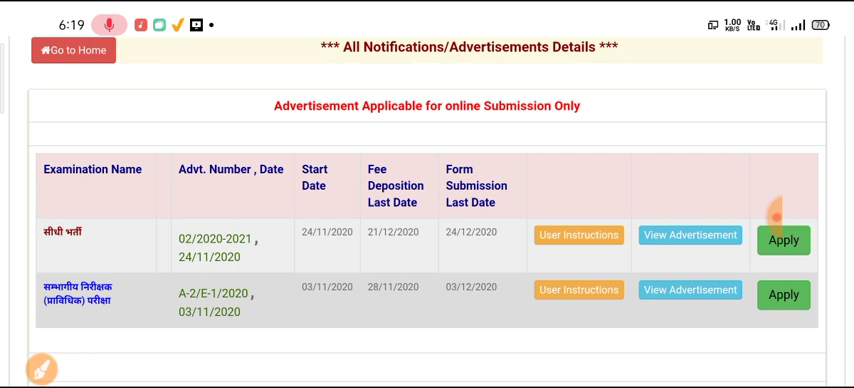 6:19 1.00 KB/S Vo LTE 4G 70
Go to Home
*** All Notifications/Advertisements Details ***
Advertisement Applicable for online Submission Only
Examination Name Advt. Number , Date Start Date Fee Deposition Last Date Form Submission Last Date
सीधी भर्ती 02/2020-2021 , 24/11/2020 24/11/2020 21/12/2020 24/12/2020 User Instructions View Advertisement Apply
सम्भागीय निरीक्षक (प्राविधिक) परीक्षा A-2/E-1/2020 , 03/11/2020 03/11/2020 28/11/2020 03/12/2020 User Instructions View Advertisement Apply